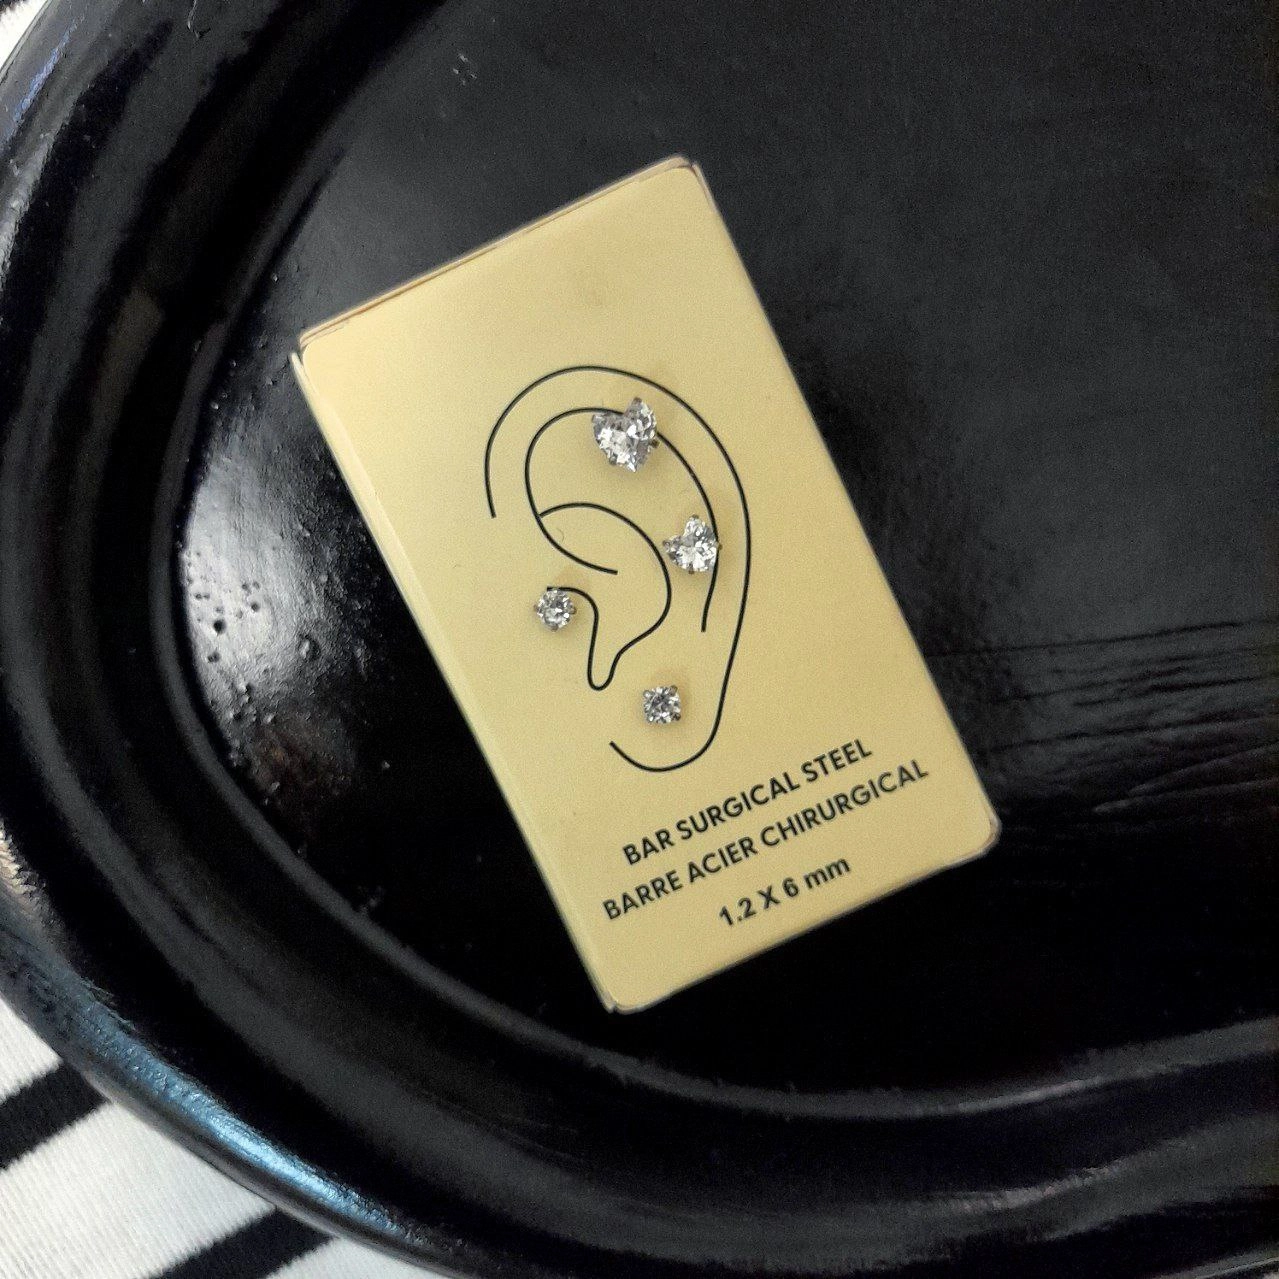 BAR SURGICAL STEEL
BARRE ACIER CHIRURGICAL
1.2 X 6 mm